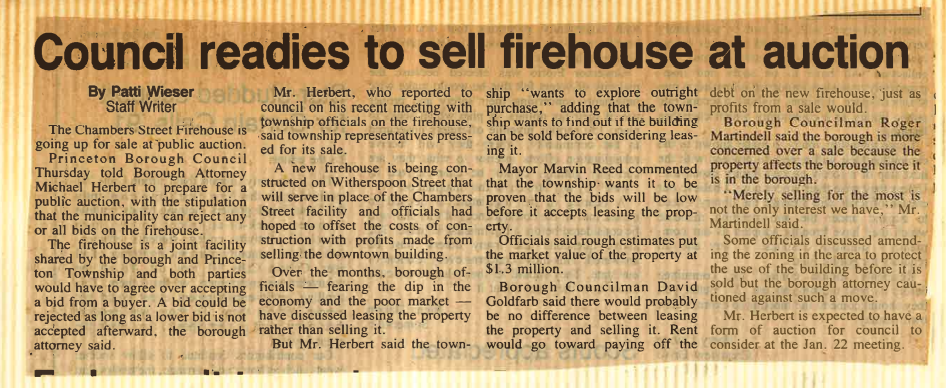 Council readies to sell firehouse at auction
By Patti Wieser
Staff Writer
The Chambers Street Firehouse is
going up for sale at public auction.
Princeton Borough Council
Thursday told Borough Attorney
Michael Herbert to prepare for a
public auction, with the stipulation
that the municipality can reject any
or all bids on the firehouse.
The firehouse is a joint facility
shared by the borough and Prince-
ton Township and both parties
would have to agree over accepting
a bid from a buyer. A bid could be
rejected as long as a lower bid is not
accepted afterward, the borough
attorney said.
Mr. Herbert, who reported to
council on his recent meeting with
township officials on the firehouse,
said township representatives press-
ed for its sale.
A new firehouse is being con-
structed on Witherspoon Street that
will serve in place of the Chambers
Street facility and officials had
hoped to offset the costs of con-
struction with profits made from
selling the downtown building.
Over the months, borough of-
ficials — fearing the dip in the
economy and the poor market —
have discussed leasing the property
rather than selling it.
But Mr. Herbert said the town-
ship "wants to explore outright
purchase," adding that the town-
ship wants to find out if the building
can be sold before considering leas-
ing it.
Mayor Marvin Reed commented
that the township wants it to be
proven that the bids will be low
before it accepts leasing the prop-
erty.
Officials said rough estimates put
the market value of the property at
$1.3 million.
Borough Councilman David
Goldfarb said there would probably
be no difference between leasing
the property and selling it. Rent
would go toward paying off the
debt on the new firehouse, just as
profits from a sale would.
Borough Councilman Roger
Martindell said the borough is more
concerned over a sale because the
property affects the borough since it
is in the borough.
"Merely selling for the most is
not the only interest we have," Mr.
Martindell said.
Some officials discussed amend-
ing the zoning in the area to protect
the use of the building before it is
sold but the borough attorney cau-
tioned against such a move.
Mr. Herbert is expected to have a
form of auction for council to
consider at the Jan. 22 meeting.